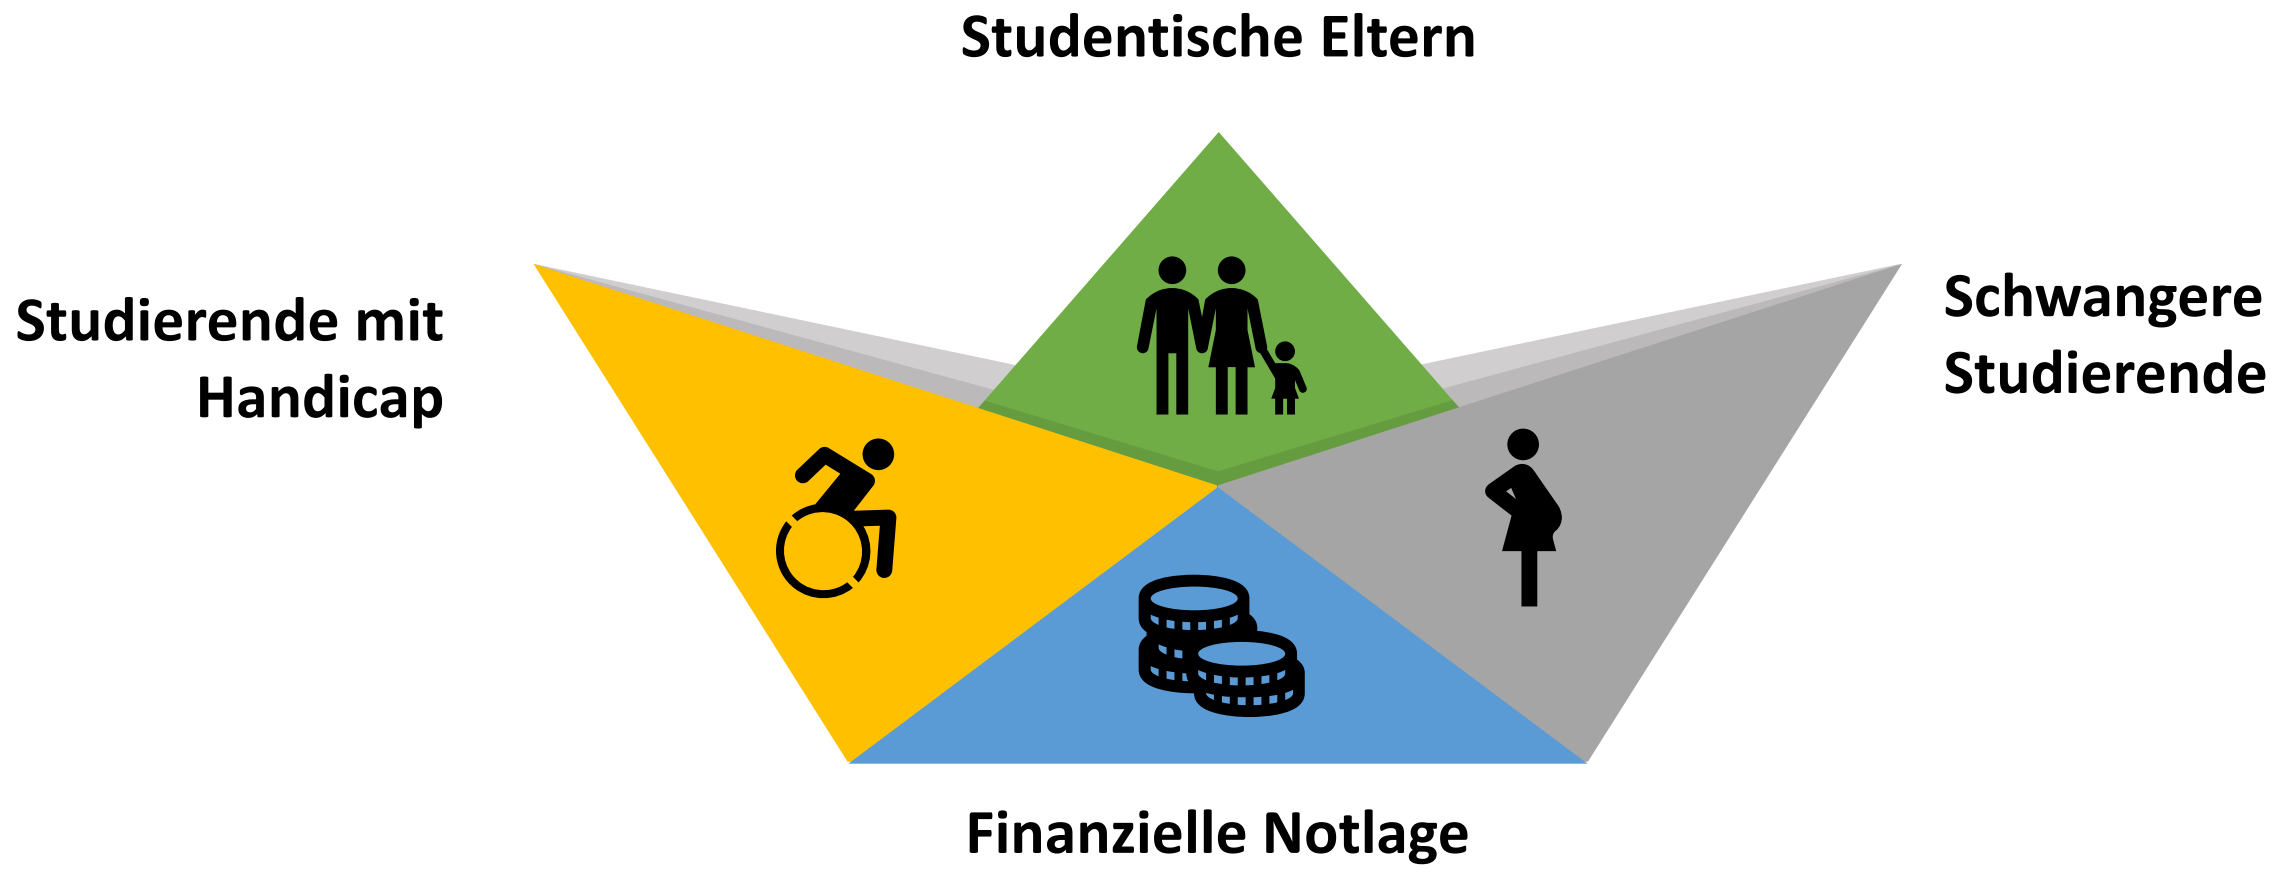 Studentische Eltern
Studierende mit
Handicap
Schwangere
Studierende
Finanzielle Notlage